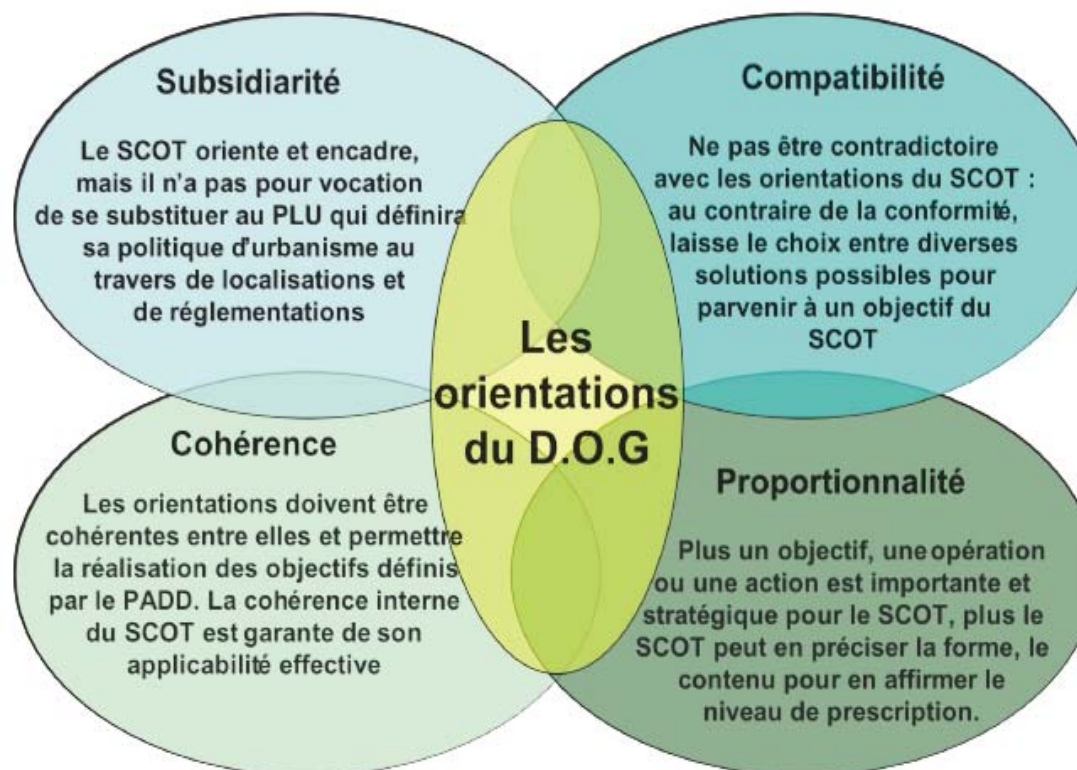 Subsidiarité
Le SCOT oriente et encadre,
mais il n'a pas pour vocation
de se substituer au PLU qui définira
sa politique d'urbanisme au
travers de localisations et
de réglementations
Compatibilité
Ne pas être contradictoire
avec les orientations du SCOT :
au contraire de la conformité,
laisse le choix entre diverses
solutions possibles pour
parvenir à un objectif du
SCOT
Les
orientations
du D.O.G
Cohérence
Les orientations doivent être
cohérentes entre elles et permettre
la réalisation des objectifs définis
par le PADD. La cohérence interne
du SCOT est garante de son
applicabilité effective
Proportionnalité
Plus un objectif, une opération
ou une action est importante et
stratégique pour le SCOT, plus le
SCOT peut en préciser la forme, le
contenu pour en affirmer le
niveau de prescription.